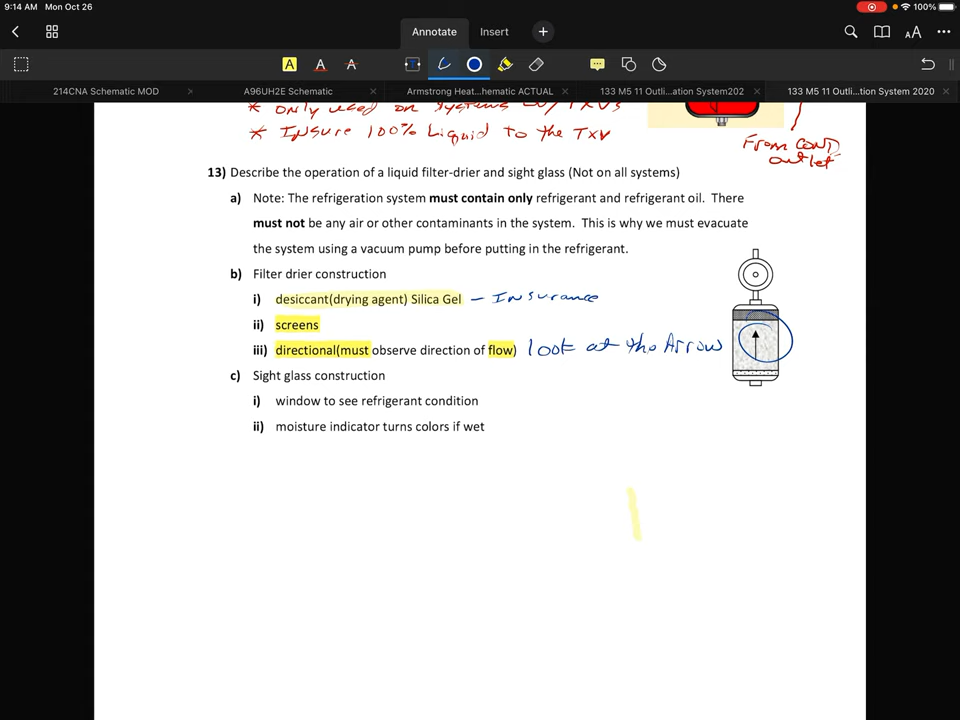 9:14 AM Mon Oct 26
100%
Annotate Insert
A AA
A A A
214CNA Schematic MOD × A96UH2E Schematic × Armstrong Heat...hematic ACTUAL × 133 M5 11 Outli...ation System202 133 M5 11 Outli...tion System 2020 ×
* only used on systems w/ TXVs
* Insure 100% Liquid to the TXV
From COND
outlet
13) Describe the operation of a liquid filter-drier and sight glass (Not on all systems)
a) Note: The refrigeration system must contain only refrigerant and refrigerant oil. There
must not be any air or other contaminants in the system. This is why we must evacuate
the system using a vacuum pump before putting in the refrigerant.
b) Filter drier construction
i) desiccant(drying agent) Silica Gel – Insurance
ii) screens
iii) directional(must observe direction of flow) look at the Arrow
c) Sight glass construction
i) window to see refrigerant condition
ii) moisture indicator turns colors if wet